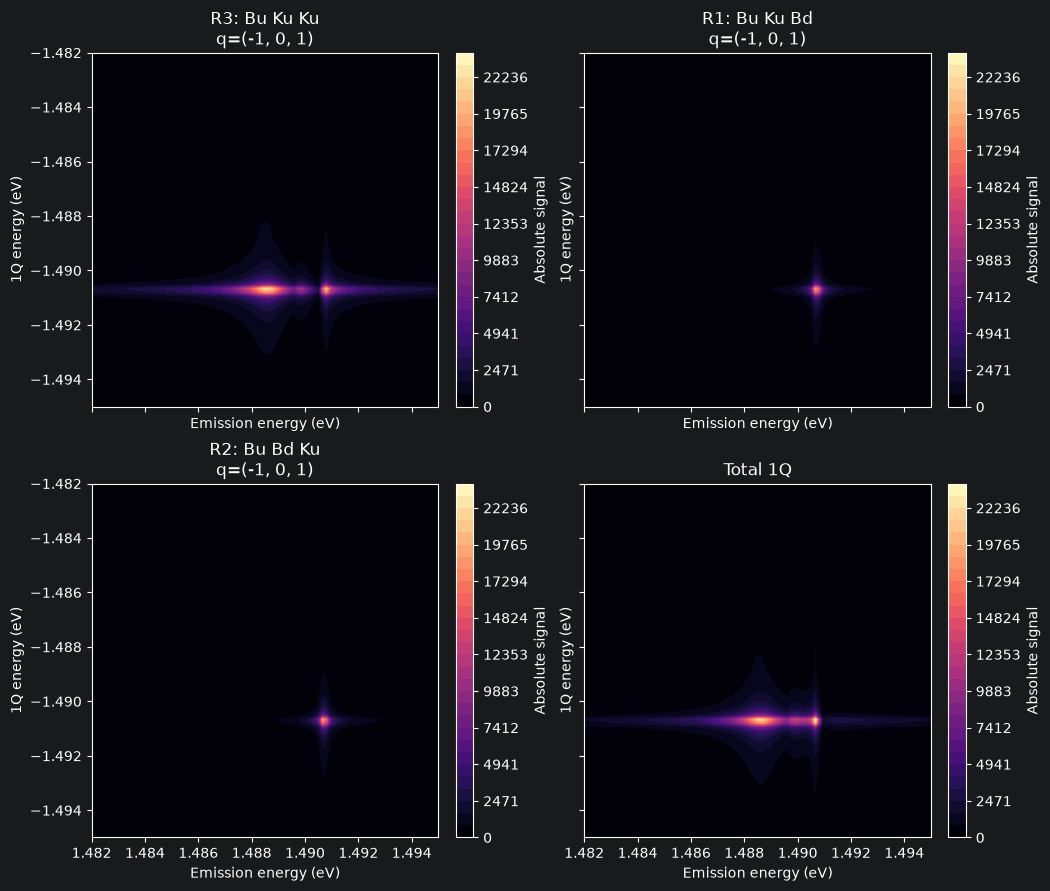 R3: Bu Ku Ku
q=(-1, 0, 1)
−1.482
−1.484
−1.486
−1.488
−1.490
−1.492
−1.494
1Q energy (eV)
Emission energy (eV)
22236
19765
17294
14824
12353
9883
7412
4941
2471
0
Absolute signal
R1: Bu Ku Bd
q=(-1, 0, 1)
1Q energy (eV)
Emission energy (eV)
22236
19765
17294
14824
12353
9883
7412
4941
2471
0
Absolute signal
R2: Bu Bd Ku
q=(-1, 0, 1)
−1.482
−1.484
−1.486
−1.488
−1.490
−1.492
−1.494
1Q energy (eV)
1.482 1.484 1.486 1.488 1.490 1.492 1.494
Emission energy (eV)
22236
19765
17294
14824
12353
9883
7412
4941
2471
0
Absolute signal
Total 1Q
1Q energy (eV)
1.482 1.484 1.486 1.488 1.490 1.492 1.494
Emission energy (eV)
22236
19765
17294
14824
12353
9883
7412
4941
2471
0
Absolute signal